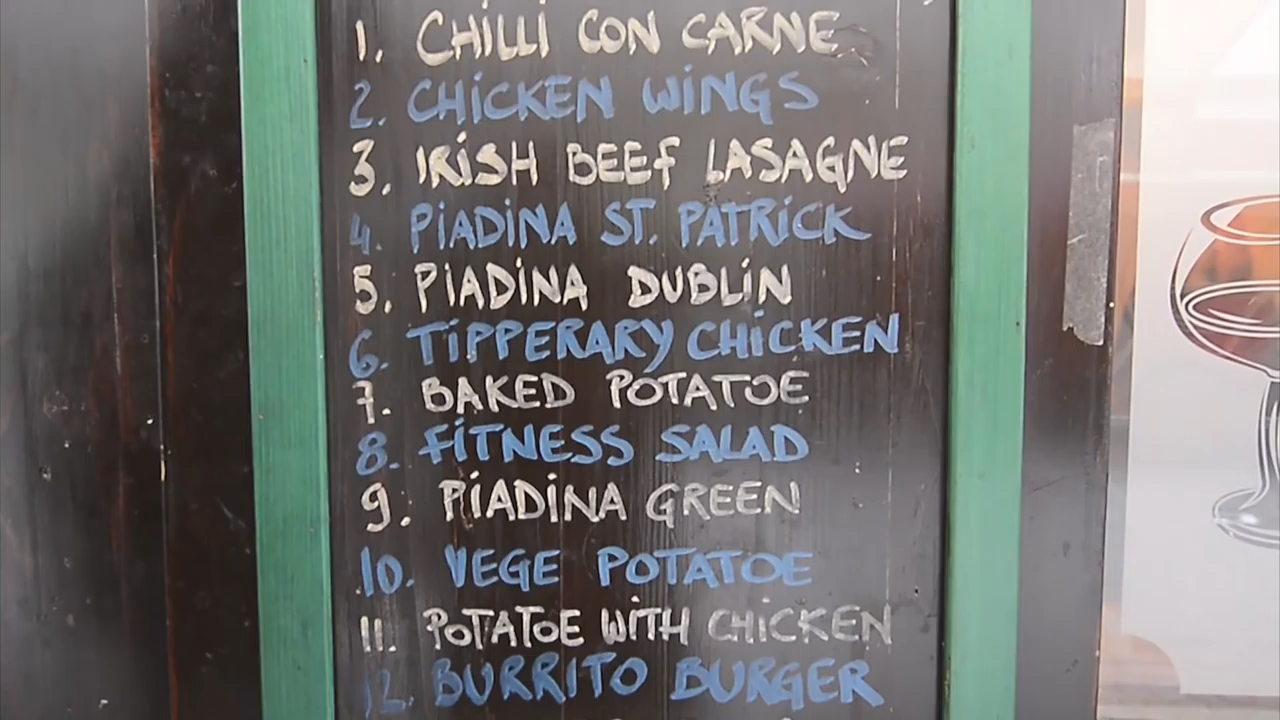 1. CHILLI CON CARNE
2. CHICKEN WINGS
3. IRISH BEEF LASAGNE
4. PIADINA ST. PATRICK
5. PIADINA DUBLIN
6. TIPPERARY CHICKEN
7. BAKED POTATOE
8. FITNESS SALAD
9. PIADINA GREEN
10. VEGE POTATOE
11. POTATOE WITH CHICKEN
12. BURRITO BURGER